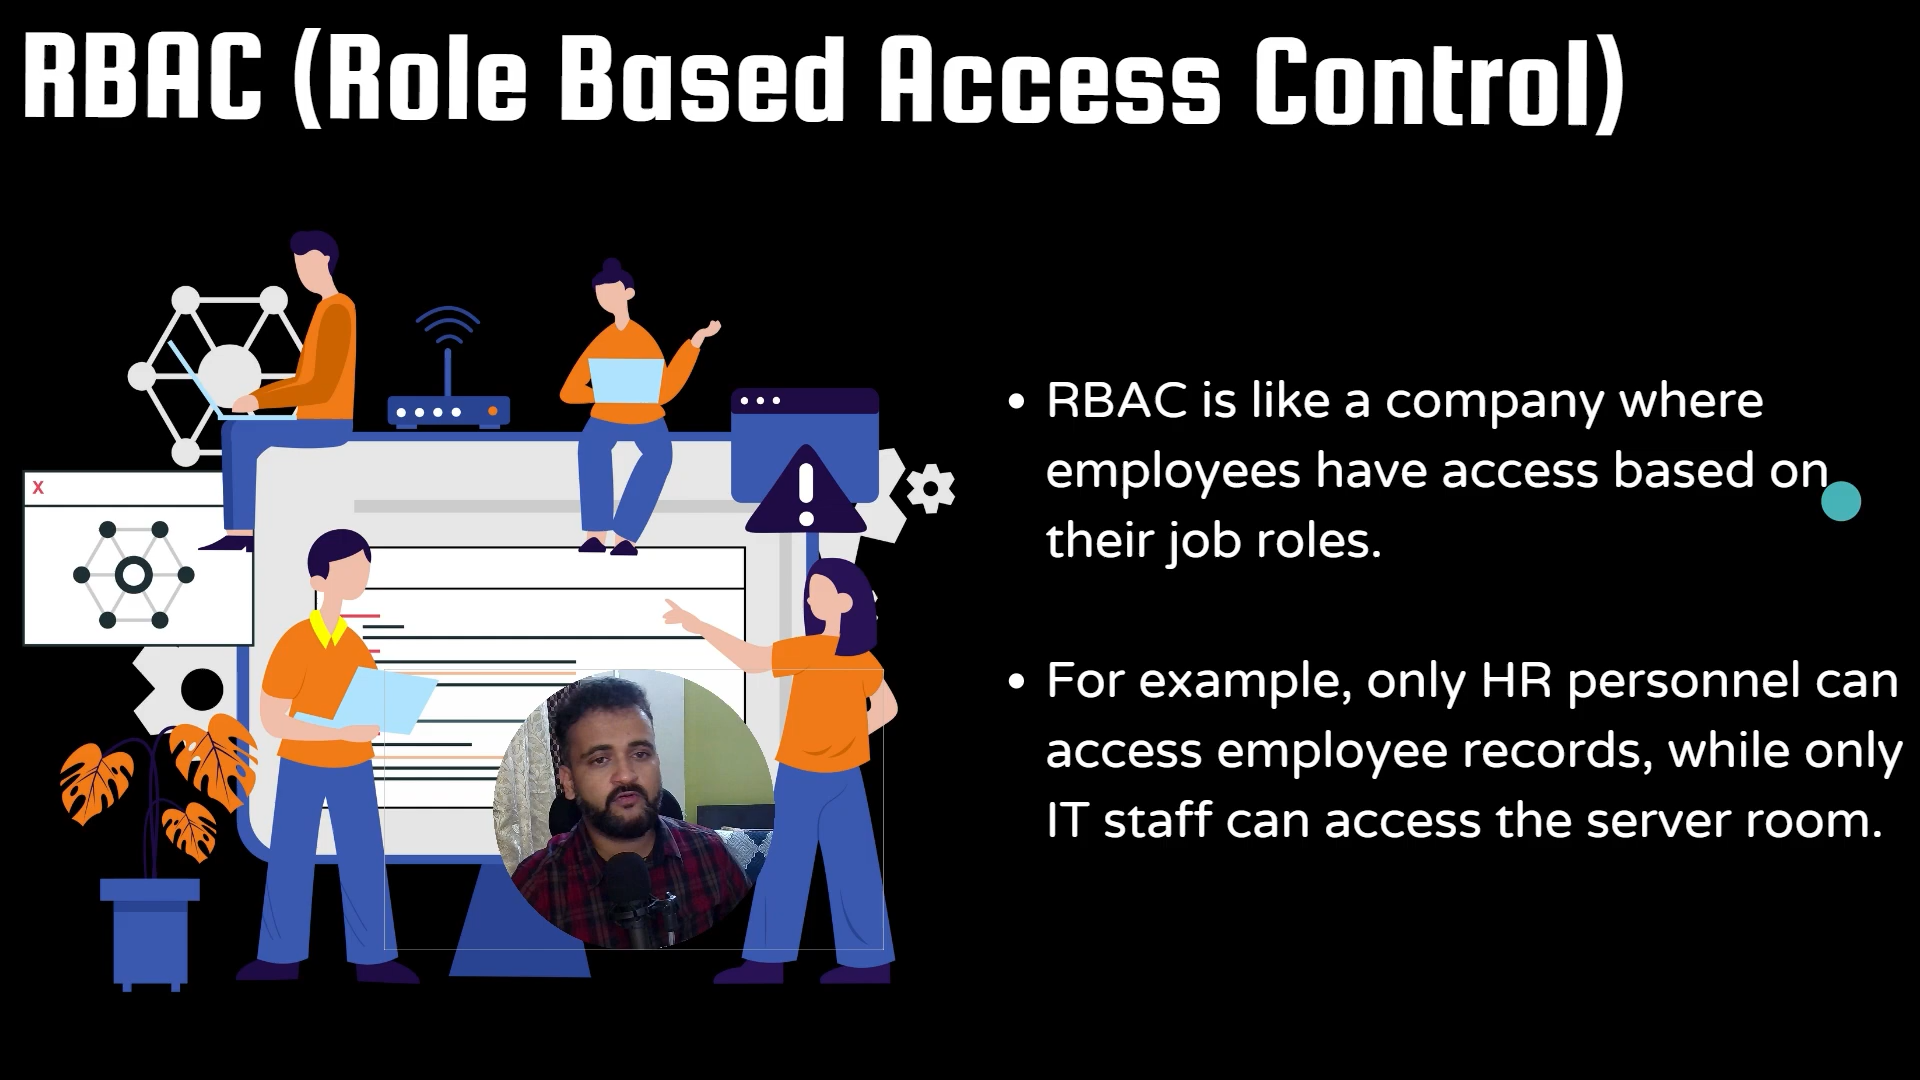 RBAC (Role Based Access Control)
X
• RBAC is like a company where
employees have access based on
their job roles.
• For example, only HR personnel can
access employee records, while only
IT staff can access the server room.